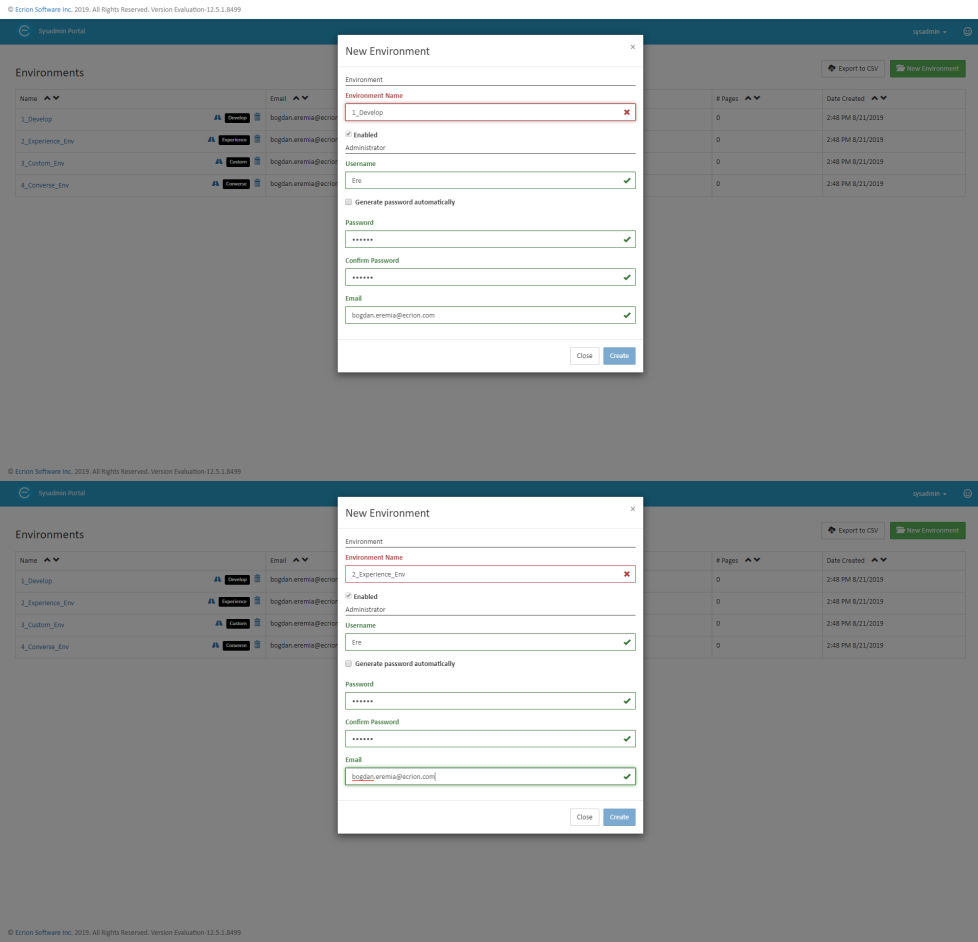 © Ecrion Software Inc. 2019. All Rights Reserved. Version Evaluation-12.5.1.8499
Sysadmin Portal
sysadmin
New Environment
×
Environments
Export to CSV
New Environment
Environment
Name
Email
# Pages
Date Created
Environment Name
1_Develop
1_Develop
Develop
bogdan.eremia@ecrion
0
2:48 PM 8/21/2019
Enabled
2_Experience_Env
Experience
bogdan.eremia@ecrion
0
2:48 PM 8/21/2019
Administrator
3_Custom_Env
Custom
bogdan.eremia@ecrion
0
2:48 PM 8/21/2019
Username
4_Converse_Env
Converse
bogdan.eremia@ecrion
0
2:48 PM 8/21/2019
Ere
Generate password automatically
Password
••••••
Confirm Password
••••••
Email
bogdan.eremia@ecrion.com
Close
Create
© Ecrion Software Inc. 2019. All Rights Reserved. Version Evaluation-12.5.1.8499
Sysadmin Portal
sysadmin
New Environment
×
Environments
Export to CSV
New Environment
Environment
Name
Email
# Pages
Date Created
Environment Name
2_Experience_Env
1_Develop
Develop
bogdan.eremia@ecrion
0
2:48 PM 8/21/2019
Enabled
2_Experience_Env
Experience
bogdan.eremia@ecrion
0
2:48 PM 8/21/2019
Administrator
3_Custom_Env
Custom
bogdan.eremia@ecrion
0
2:48 PM 8/21/2019
Username
4_Converse_Env
Converse
bogdan.eremia@ecrion
0
2:48 PM 8/21/2019
Ere
Generate password automatically
Password
••••••
Confirm Password
••••••
Email
bogdan.eremia@ecrion.com
Close
Create
© Ecrion Software Inc. 2019. All Rights Reserved. Version Evaluation-12.5.1.8499